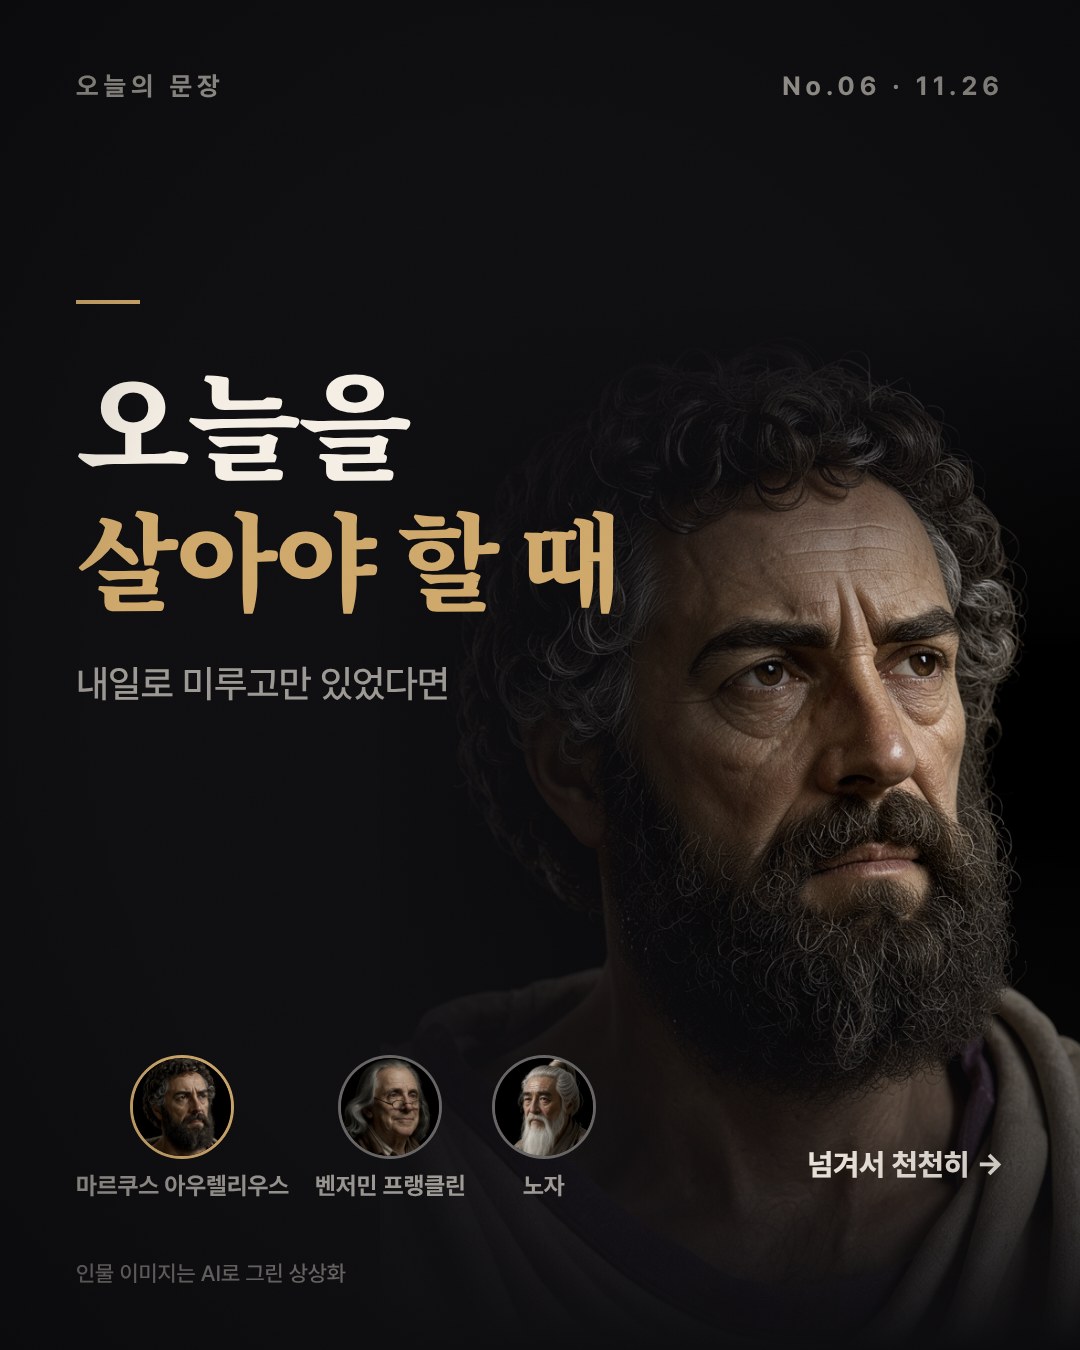 오늘의 문장
No.06 · 11.26
오늘을
살아야 할 때
내일로 미루고만 있었다면
마르쿠스 아우렐리우스
벤저민 프랭클린
노자
넘겨서 천천히 →
인물 이미지는 AI로 그린 상상화